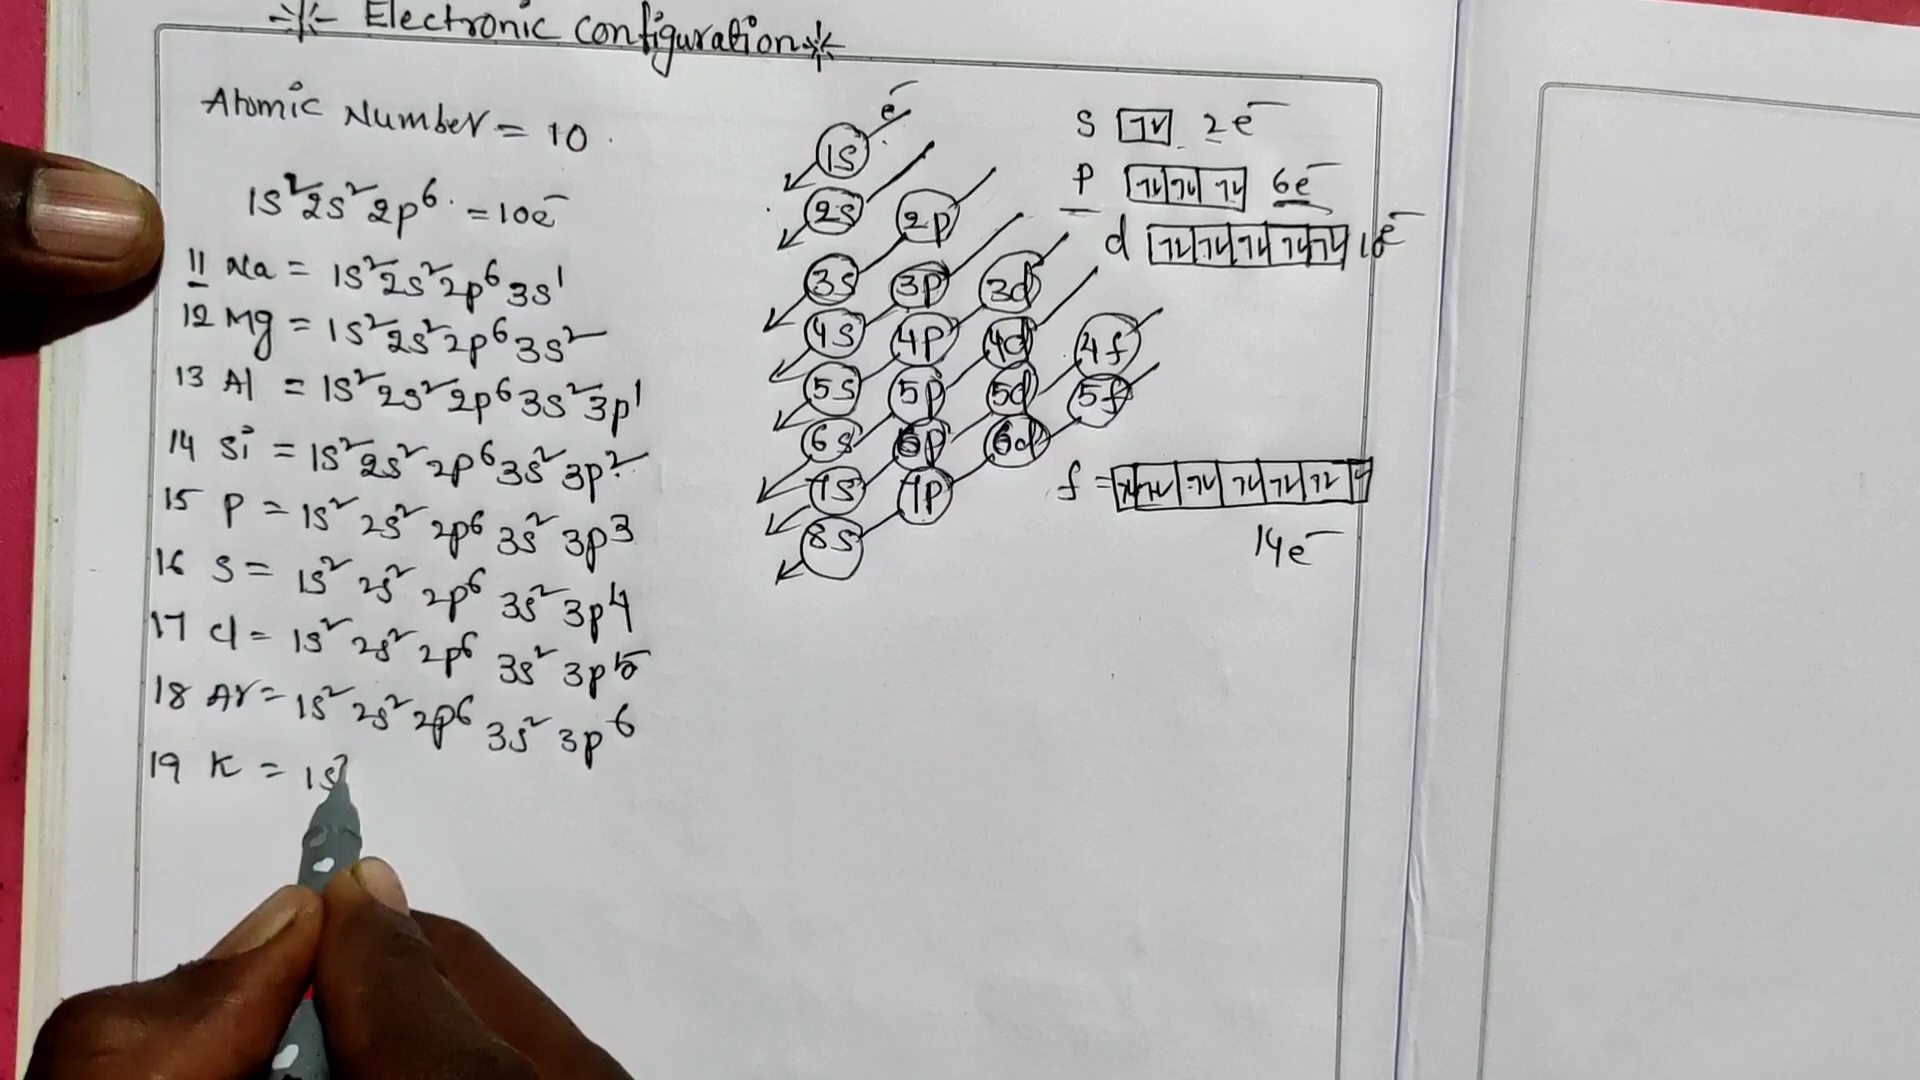 Electronic configuration
Atomic Number = 10
1s² 2s² 2p⁶ = 10e⁻
11 Na = 1s² 2s² 2p⁶ 3s¹
12 Mg = 1s² 2s² 2p⁶ 3s²
13 Al = 1s² 2s² 2p⁶ 3s² 3p¹
14 Si = 1s² 2s² 2p⁶ 3s² 3p²
15 P = 1s² 2s² 2p⁶ 3s² 3p³
16 S = 1s² 2s² 2p⁶ 3s² 3p⁴
17 Cl = 1s² 2s² 2p⁶ 3s² 3p⁵
18 Ar = 1s² 2s² 2p⁶ 3s² 3p⁶
19 K = 1s²
e⁻
1s
2s 2p
3s 3p 3d
4s 4p 4d 4f
5s 5p 5d 5f
6s 6p 6d
7s 7p
8s
S 2e⁻
P 6e⁻
d 10e⁻
f =
14e⁻